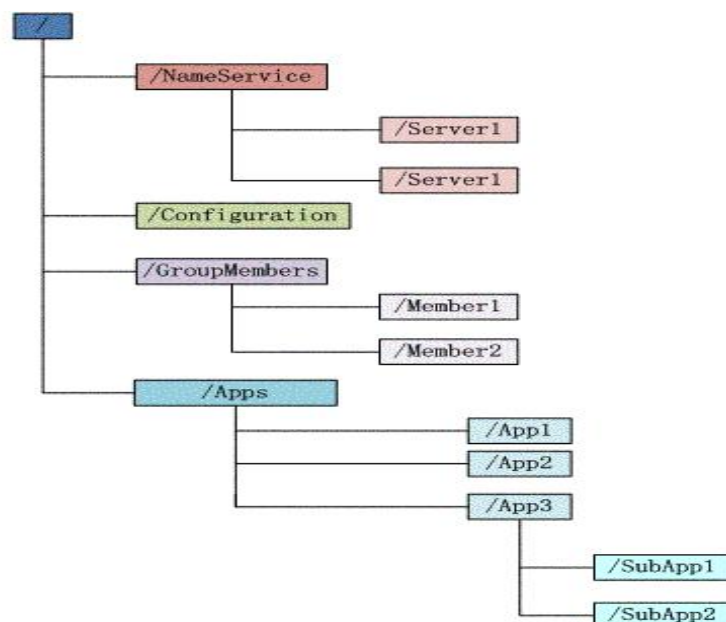 /
/NameService
/Server1
/Server1
/Configuration
/GroupMembers
/Member1
/Member2
/Apps
/App1
/App2
/App3
/SubApp1
/SubApp2